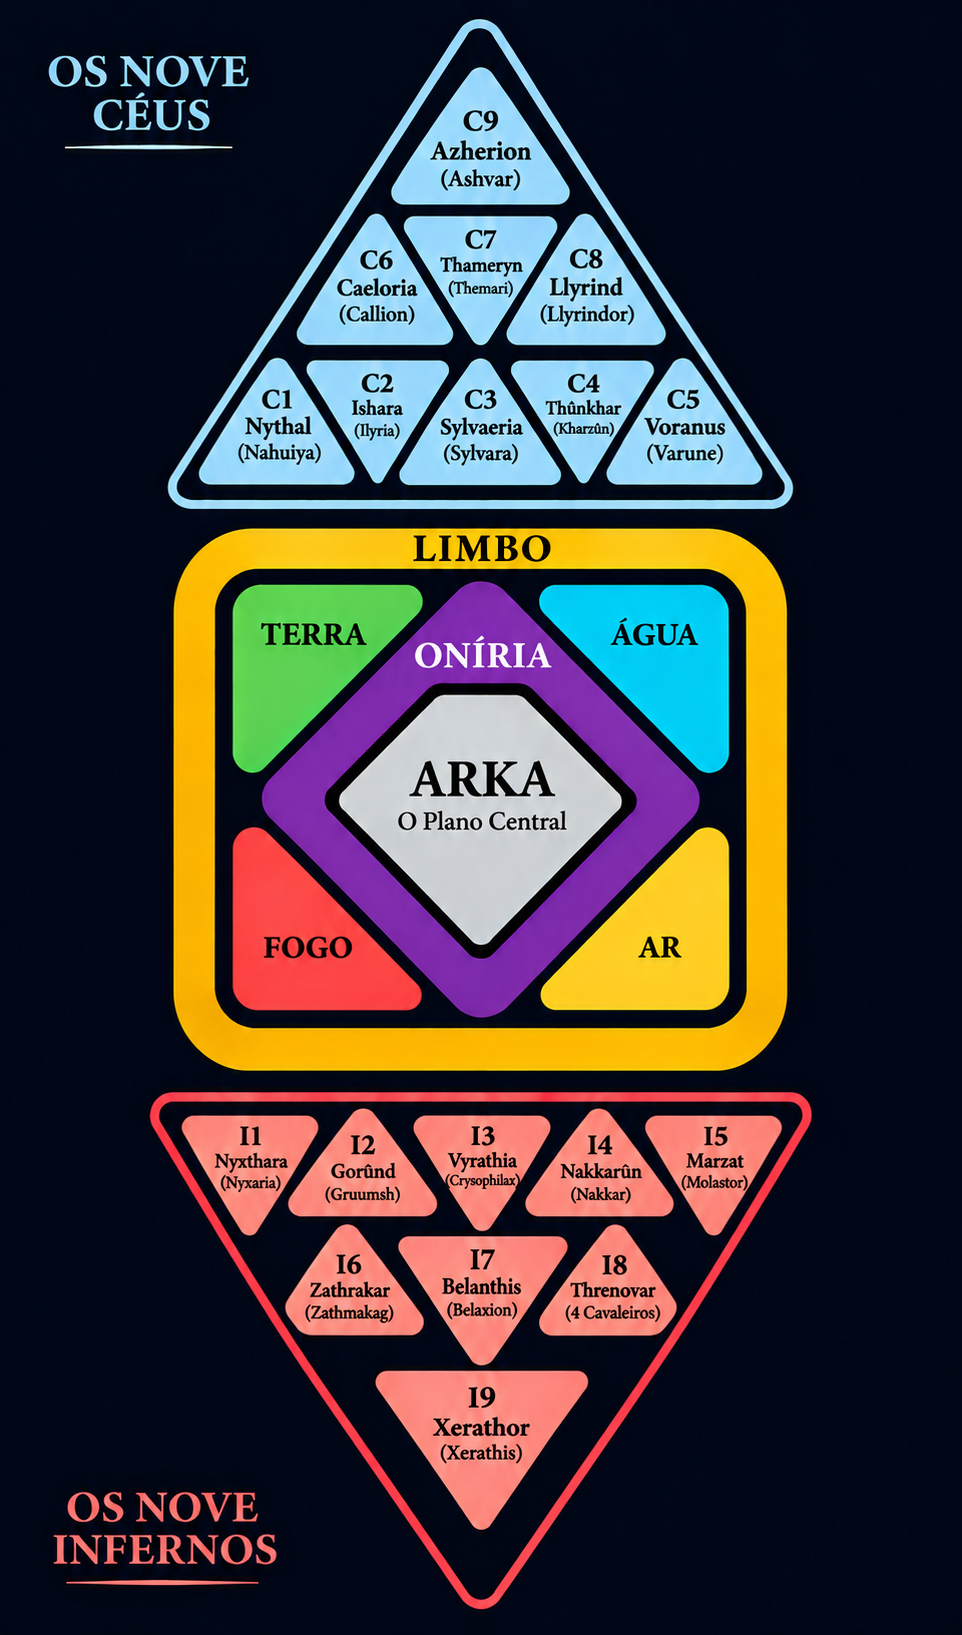 OS NOVE
CÉUS
C9
Azherion
(Ashvar)
C6
Caeloria
(Callion)
C7
Thameryn
(Themari)
C8
Llyrind
(Llyrindor)
C1
Nythal
(Nahuiya)
C2
Ishara
(Ilyria)
C3
Sylvaeria
(Sylvara)
C4
Thûnkhar
(Kharzûn)
C5
Voranus
(Varune)
LIMBO
TERRA
ONÍRIA
ÁGUA
ARKA
O Plano Central
FOGO
AR
I1
Nyxthara
(Nyxaria)
I2
Gorûnd
(Gruumsh)
I3
Vyrathia
(Crysophilax)
I4
Nakkarûn
(Nakkar)
I5
Marzat
(Molastor)
I6
Zathrakar
(Zathmakag)
I7
Belanthis
(Belaxion)
I8
Threnovar
(4 Cavaleiros)
I9
Xerathor
(Xerathis)
OS NOVE
INFERNOS